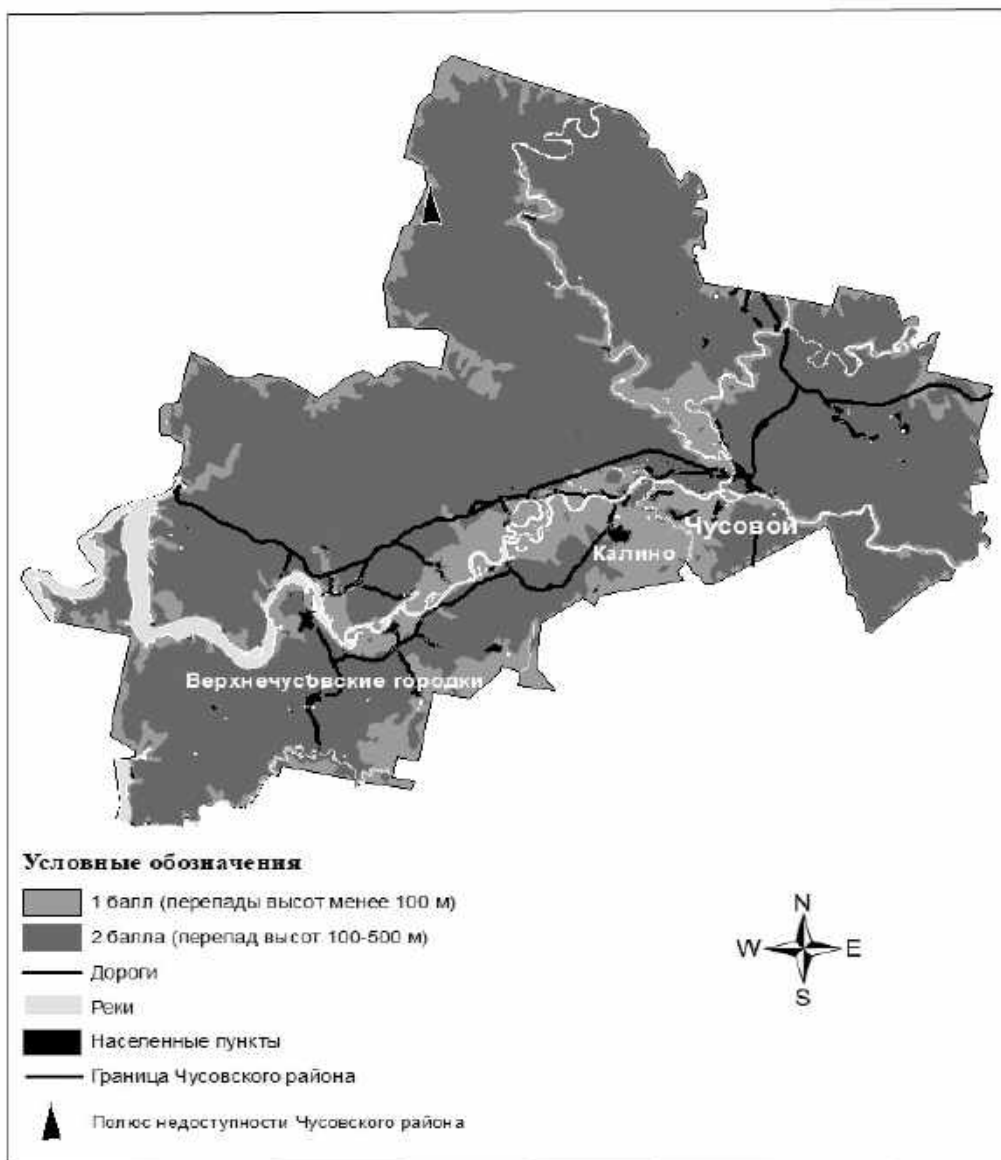 Чусовой
Калино
Верхнечусовские городки
Условные обозначения
1 балл (перепады высот менее 100 м)
2 балла (перепад высот 100-500 м)
Дороги
Реки
Населенные пункты
Граница Чусовского района
Полюс недоступности Чусовского района
N
W E
S